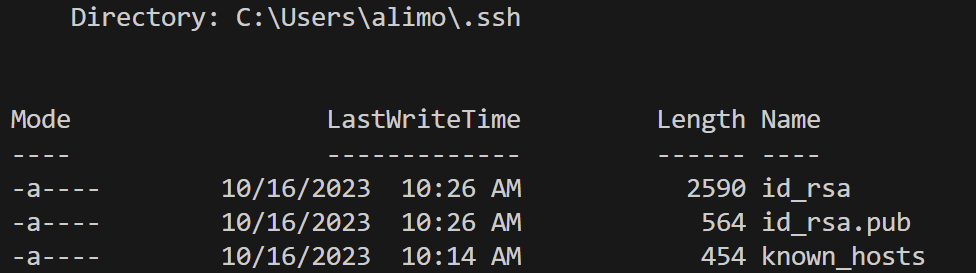 Directory: C:\Users\alimo\.ssh
Mode LastWriteTime Length Name
---- ------------- ------ ----
-a---- 10/16/2023 10:26 AM 2590 id_rsa
-a---- 10/16/2023 10:26 AM 564 id_rsa.pub
-a---- 10/16/2023 10:14 AM 454 known_hosts